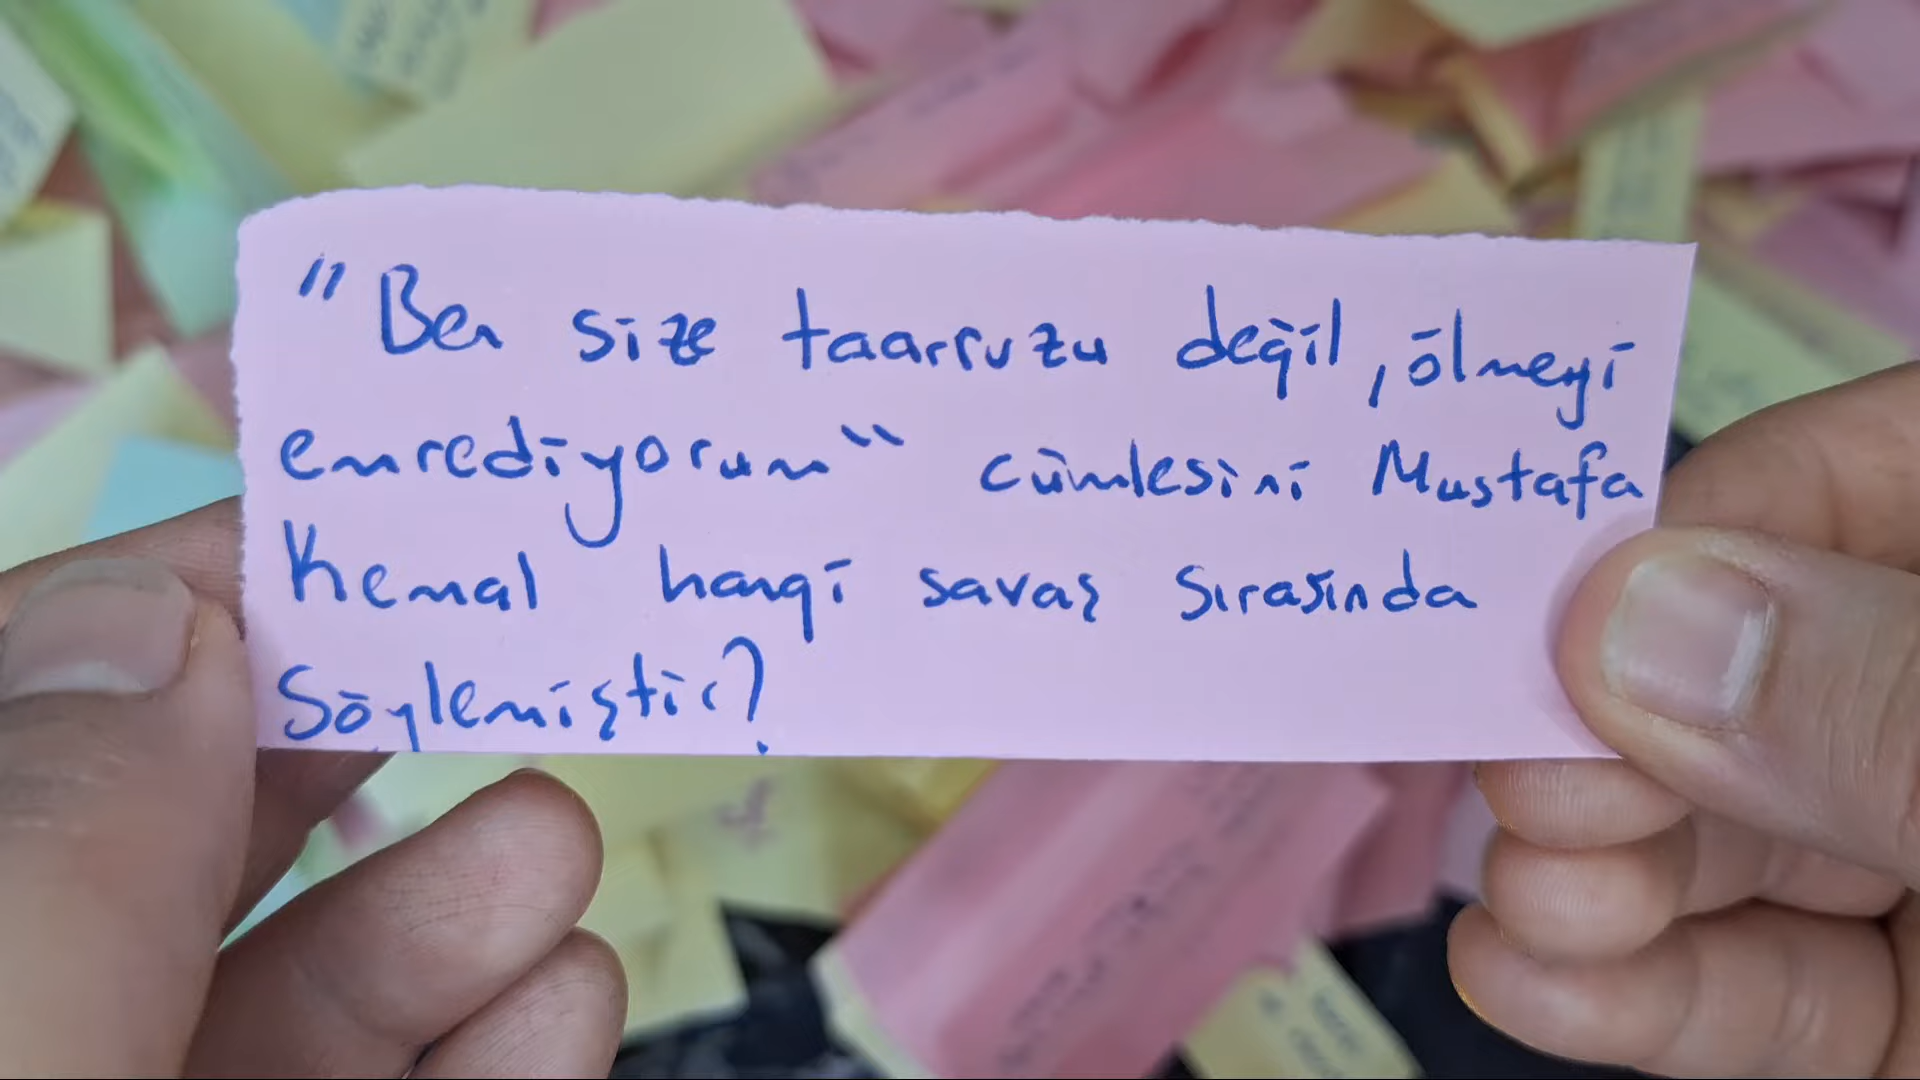 "Ben size taarruzu değil, ölmeyi
emrediyorum" cümlesini Mustafa
Kemal hangi savaş sırasında
Söylemiştir?